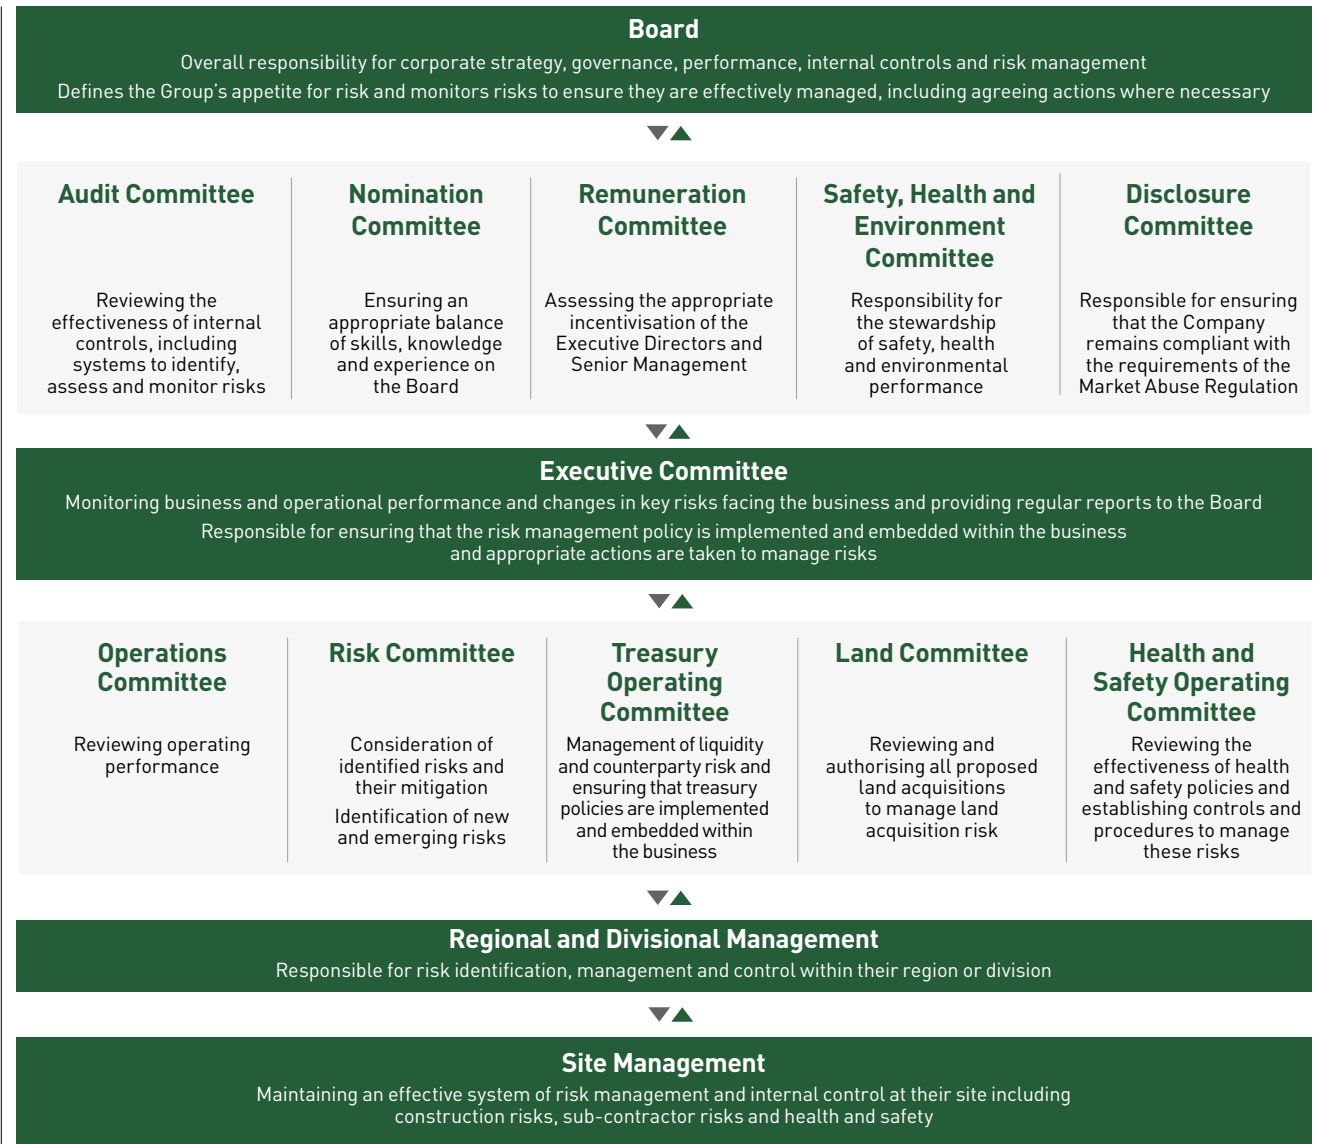 Board
Overall responsibility for corporate strategy, governance, performance, internal controls and risk management
Defines the Group's appetite for risk and monitors risks to ensure they are effectively managed, including agreeing actions where necessary
Audit Committee
Reviewing the
effectiveness of internal
controls, including
systems to identify,
assess and monitor risks
Nomination
Committee
Ensuring an
appropriate balance
of skills, knowledge
and experience on
the Board
Remuneration
Committee
Assessing the appropriate
incentivisation of the
Executive Directors and
Senior Management
Safety, Health and
Environment
Committee
Responsibility for
the stewardship
of safety, health
and environmental
performance
Disclosure
Committee
Responsible for ensuring
that the Company
remains compliant with
the requirements of the
Market Abuse Regulation
Executive Committee
Monitoring business and operational performance and changes in key risks facing the business and providing regular reports to the Board
Responsible for ensuring that the risk management policy is implemented and embedded within the business
and appropriate actions are taken to manage risks
Operations
Committee
Reviewing operating
performance
Risk Committee
Consideration of
identified risks and
their mitigation
Identification of new
and emerging risks
Treasury
Operating
Committee
Management of liquidity
and counterparty risk and
ensuring that treasury
policies are implemented
and embedded within
the business
Land Committee
Reviewing and
authorising all proposed
land acquisitions
to manage land
acquisition risk
Health and
Safety Operating
Committee
Reviewing the
effectiveness of health
and safety policies and
establishing controls and
procedures to manage
these risks
Regional and Divisional Management
Responsible for risk identification, management and control within their region or division
Site Management
Maintaining an effective system of risk management and internal control at their site including
construction risks, sub-contractor risks and health and safety